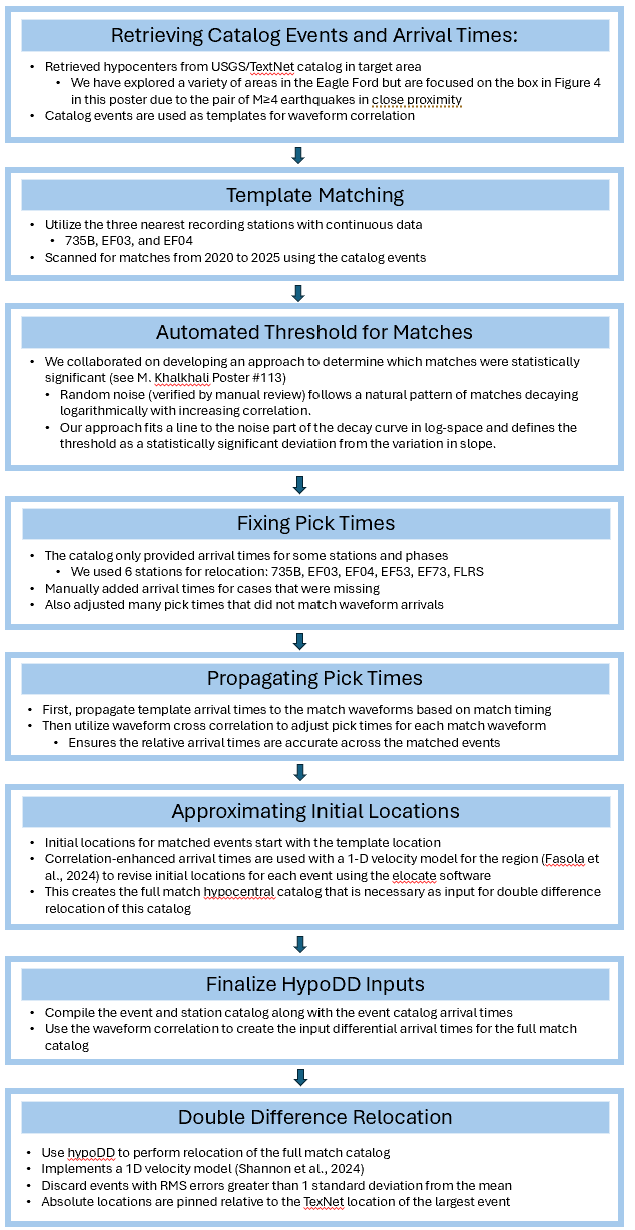 Retrieving Catalog Events and Arrival Times:
• Retrieved hypocenters from USGS/TextNet catalog in target area
• We have explored a variety of areas in the Eagle Ford but are focused on the box in Figure 4
in this poster due to the pair of M≥4 earthquakes in close proximity
• Catalog events are used as templates for waveform correlation
Template Matching
• Utilize the three nearest recording stations with continuous data
• 735B, EF03, and EF04
• Scanned for matches from 2020 to 2025 using the catalog events
Automated Threshold for Matches
• We collaborated on developing an approach to determine which matches were statistically
significant (see M. Khalkhali Poster #113)
• Random noise (verified by manual review) follows a natural pattern of matches decaying
logarithmically with increasing correlation.
• Our approach fits a line to the noise part of the decay curve in log-space and defines the
threshold as a statistically significant deviation from the variation in slope.
Fixing Pick Times
• The catalog only provided arrival times for some stations and phases
• We used 6 stations for relocation: 735B, EF03, EF04, EF53, EF73, FLRS
• Manually added arrival times for cases that were missing
• Also adjusted many pick times that did not match waveform arrivals
Propagating Pick Times
• First, propagate template arrival times to the match waveforms based on match timing
• Then utilize waveform cross correlation to adjust pick times for each match waveform
• Ensures the relative arrival times are accurate across the matched events
Approximating Initial Locations
• Initial locations for matched events start with the template location
• Correlation-enhanced arrival times are used with a 1-D velocity model for the region (Fasola et
al., 2024) to revise initial locations for each event using the elocate software
• This creates the full match hypocentral catalog that is necessary as input for double difference
relocation of this catalog
Finalize HypoDD Inputs
• Compile the event and station catalog along with the event catalog arrival times
• Use the waveform correlation to create the input differential arrival times for the full match
catalog
Double Difference Relocation
• Use hypoDD to perform relocation of the full match catalog
• Implements a 1D velocity model (Shannon et al., 2024)
• Discard events with RMS errors greater than 1 standard deviation from the mean
• Absolute locations are pinned relative to the TexNet location of the largest event